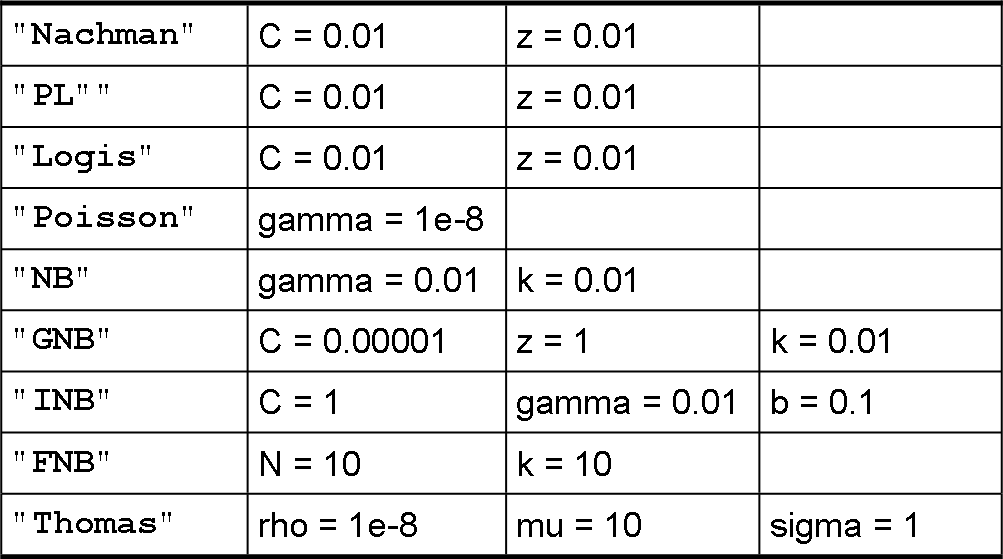 "Nachman" C = 0.01 z = 0.01
"PL"" C = 0.01 z = 0.01
"Logis" C = 0.01 z = 0.01
"Poisson" gamma = 1e-8
"NB" gamma = 0.01 k = 0.01
"GNB" C = 0.00001 z = 1 k = 0.01
"INB" C = 1 gamma = 0.01 b = 0.1
"FNB" N = 10 k = 10
"Thomas" rho = 1e-8 mu = 10 sigma = 1